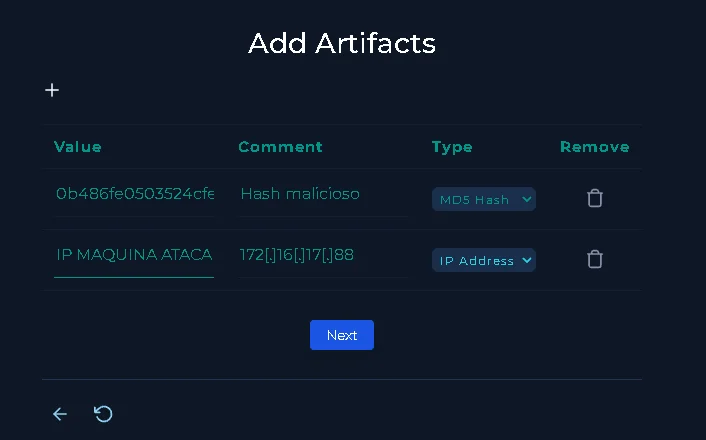 Add Artifacts
Value Comment Type Remove
0b486fe0503524cfe Hash malicioso MD5 Hash
IP MAQUINA ATACA 172[.]16[.]17[.]88 IP Address
Next